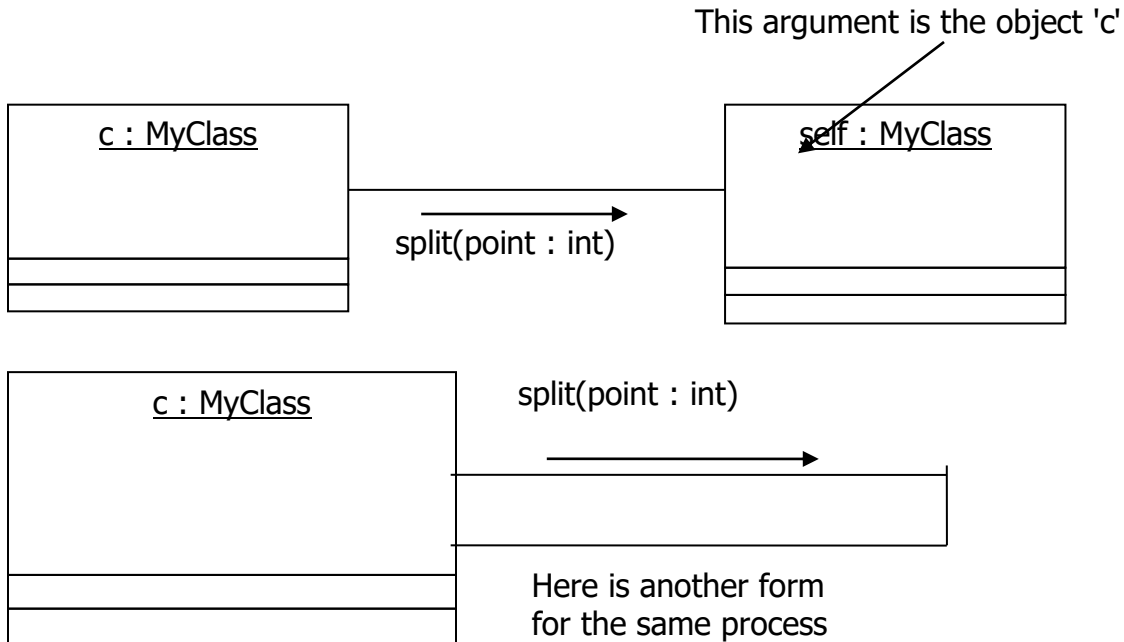 This argument is the object 'c'
c : MyClass
self : MyClass
split(point : int)
c : MyClass
split(point : int)
Here is another form
for the same process